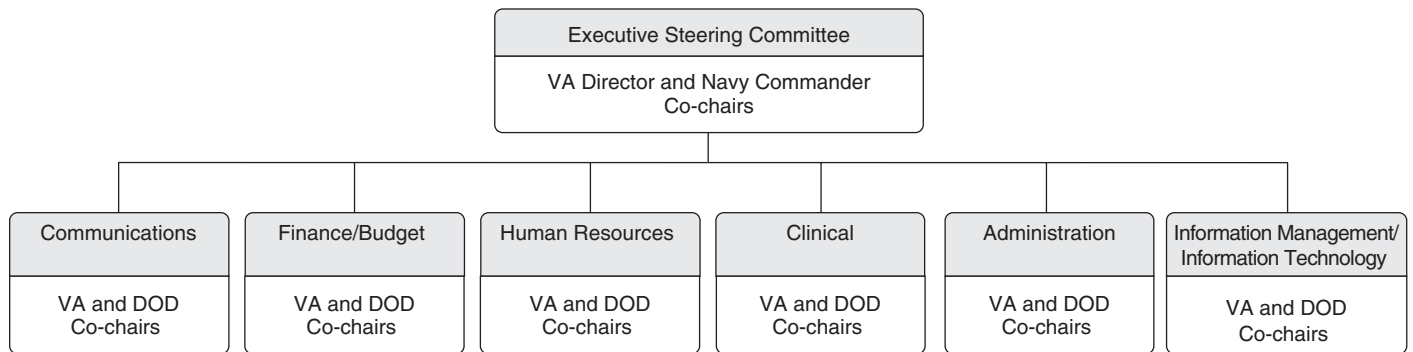 Executive Steering Committee
VA Director and Navy Commander
Co-chairs
Communications
VA and DOD
Co-chairs
Finance/Budget
VA and DOD
Co-chairs
Human Resources
VA and DOD
Co-chairs
Clinical
VA and DOD
Co-chairs
Administration
VA and DOD
Co-chairs
Information Management/
Information Technology
VA and DOD
Co-chairs